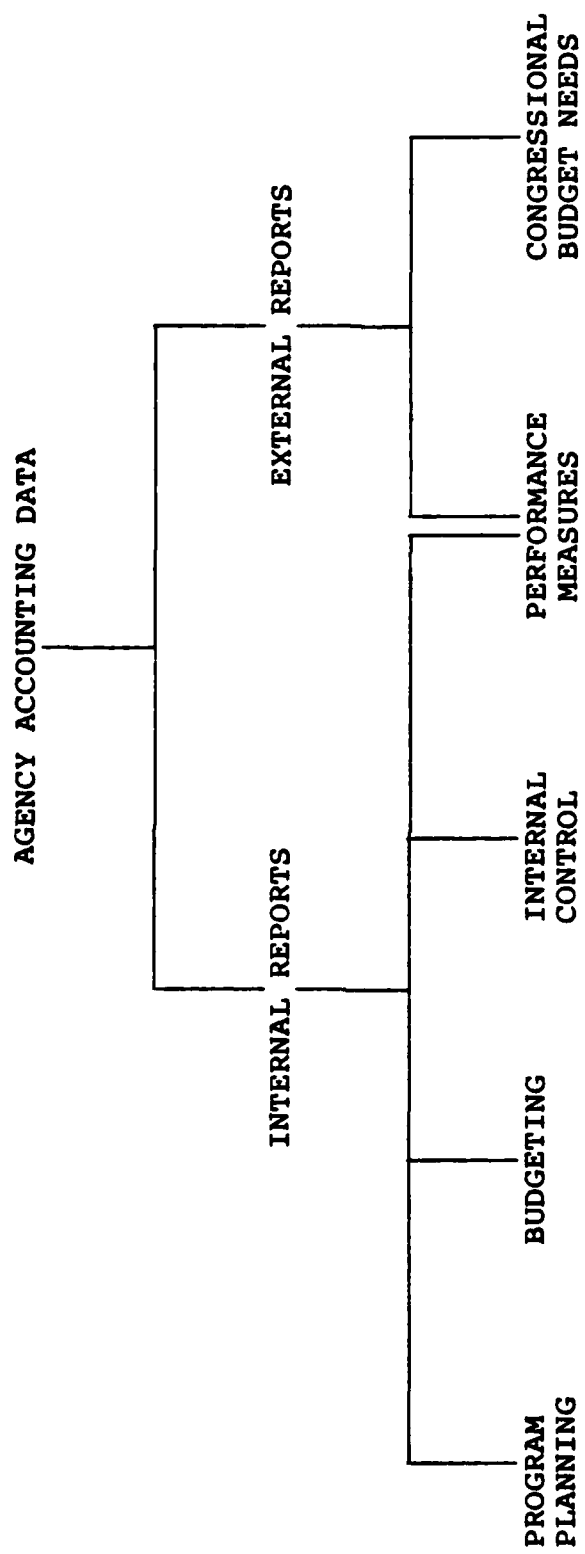 AGENCY ACCOUNTING DATA
INTERNAL REPORTS
EXTERNAL REPORTS
PROGRAM
PLANNING
BUDGETING
INTERNAL
CONTROL
PERFORMANCE
MEASURES
CONGRESSIONAL
BUDGET NEEDS